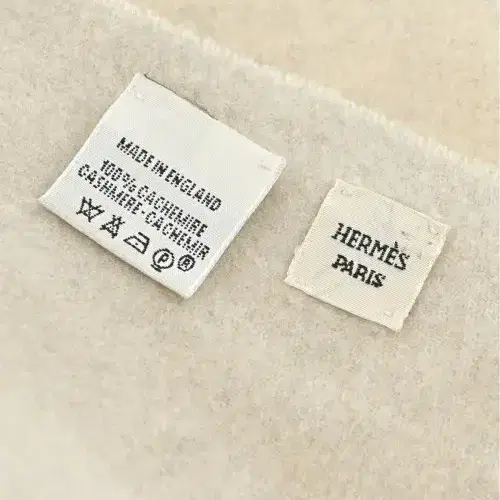 MADE IN ENGLAND
100% CACHEMIRE
CASHMERE-CACHEMIR
P R
HERMÈS
PARIS